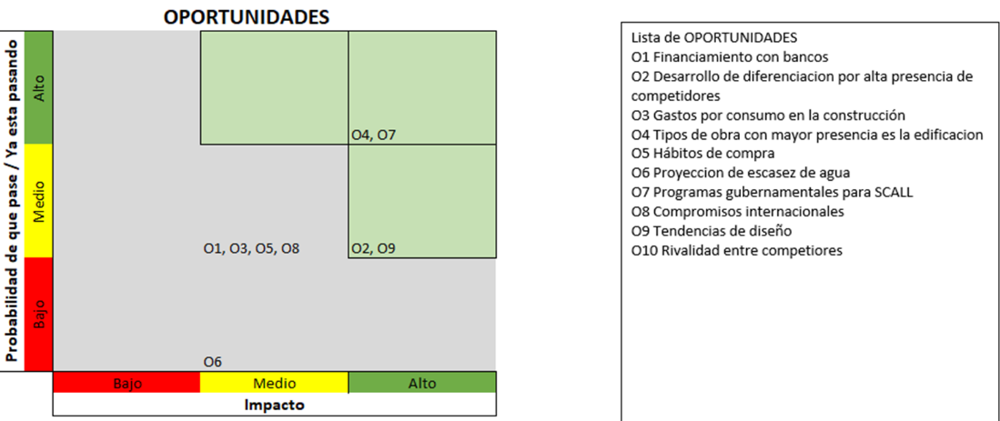 OPORTUNIDADES
Probabilidad de que pase / Ya esta pasando
Alto
O4, O7
Medio
O1, O3, O5, O8
O2, O9
Bajo
O6
Bajo
Medio
Alto
Impacto
Lista de OPORTUNIDADES
O1 Financiamiento con bancos
O2 Desarrollo de diferenciacion por alta presencia de
competidores
O3 Gastos por consumo en la construcción
O4 Tipos de obra con mayor presencia es la edificacion
O5 Hábitos de compra
O6 Proyeccion de escasez de agua
O7 Programas gubernamentales para SCALL
O8 Compromisos internacionales
O9 Tendencias de diseño
O10 Rivalidad entre competiores